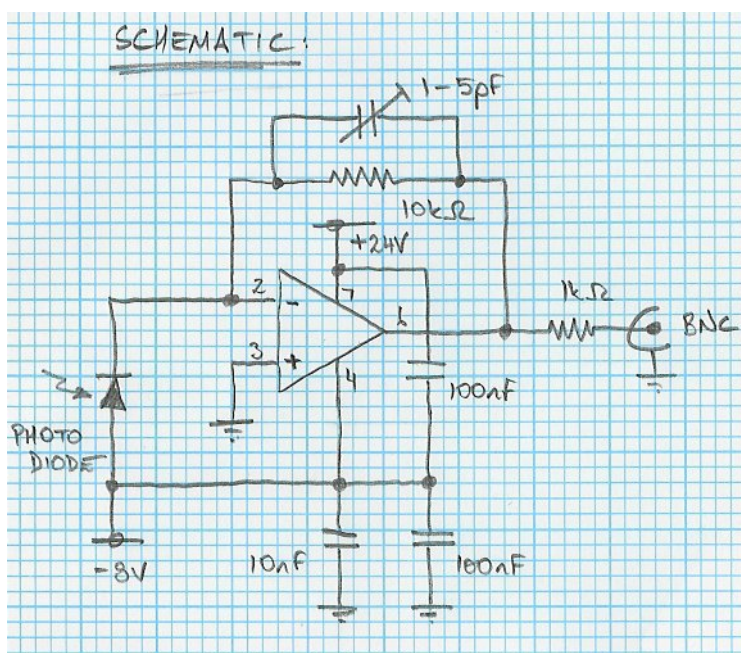 SCHEMATIC:
1-5pF
10kΩ
+24V
2
-
7
1kΩ
6
BNC
3
+
4
100nF
PHOTO
DIODE
-8V
10nF
100nF